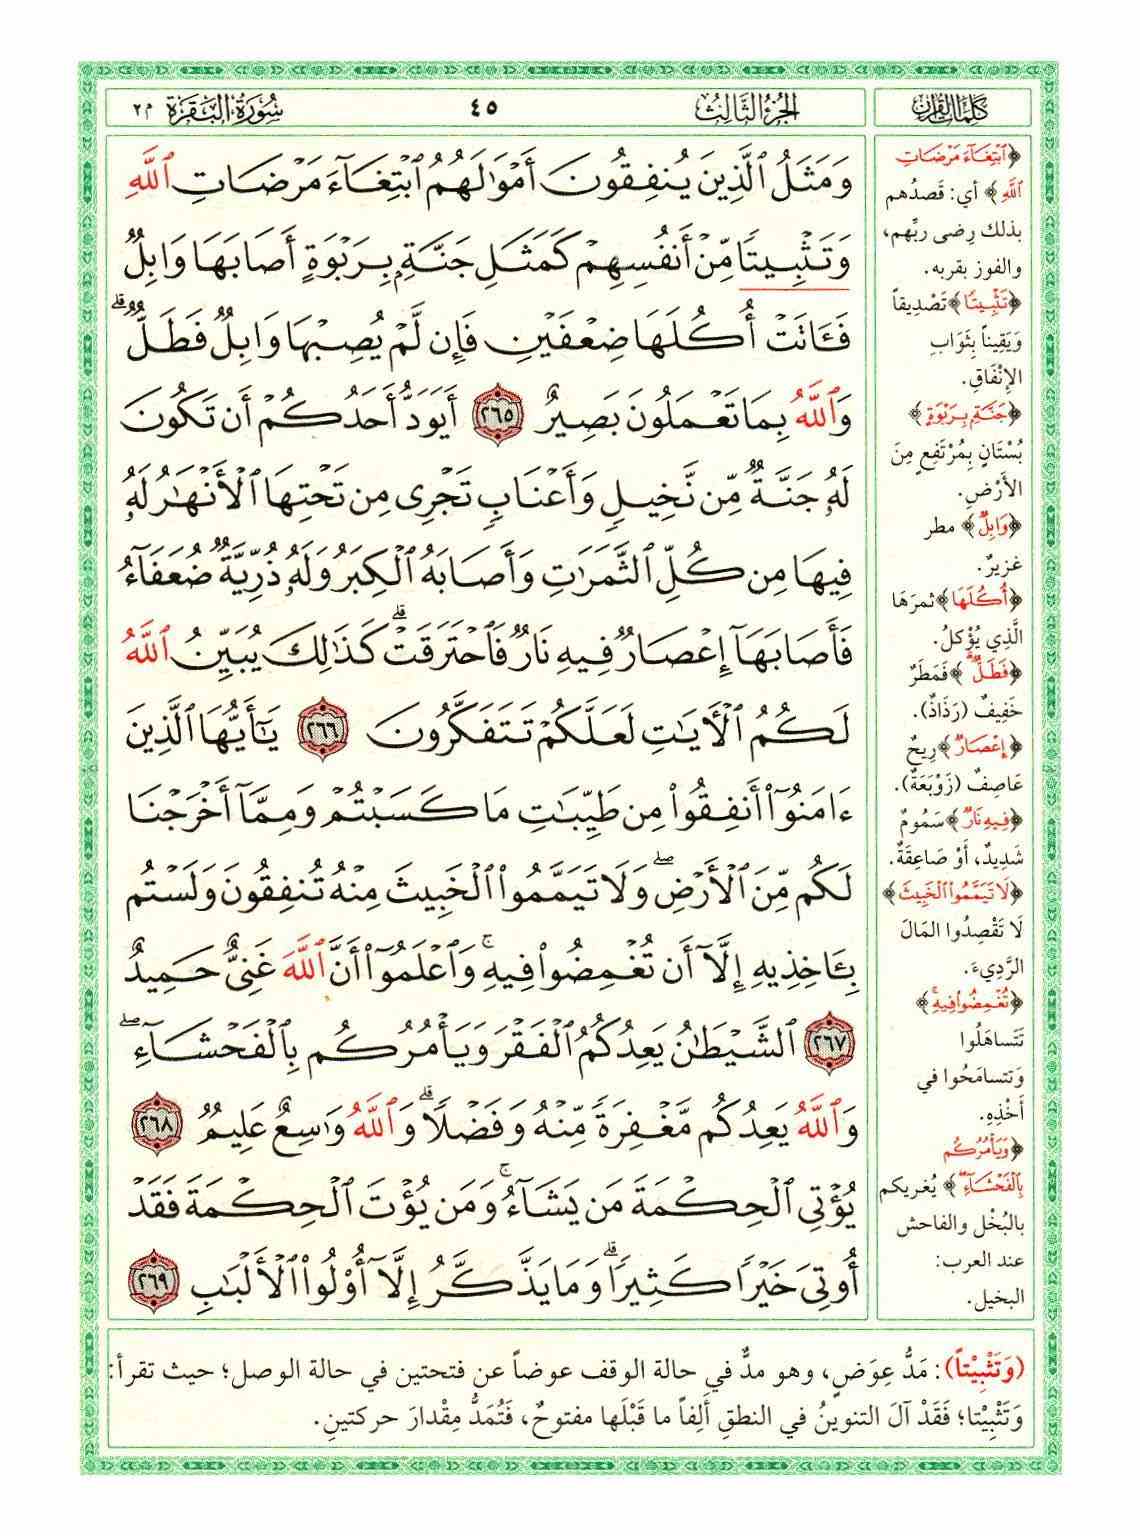 كلمات القرآن
الجزء الثالث
٤٥
سورة البقرة
م ٢
وَمَثَلُ ٱلَّذِينَ يُنفِقُونَ أَمْوَٰلَهُمُ ٱبْتِغَآءَ مَرْضَاتِ ٱللَّهِ
وَتَثْبِيتًا مِّنْ أَنفُسِهِمْ كَمَثَلِ جَنَّةٍۭ بِرَبْوَةٍ أَصَابَهَا وَابِلٌ
فَـَٔاتَتْ أُكُلَهَا ضِعْفَيْنِ فَإِن لَّمْ يُصِبْهَا وَابِلٌ فَطَلٌّ ۗ
وَٱللَّهُ بِمَا تَعْمَلُونَ بَصِيرٌ ٢٦٥ أَيَوَدُّ أَحَدُكُمْ أَن تَكُونَ
لَهُۥ جَنَّةٌ مِّن نَّخِيلٍ وَأَعْنَابٍ تَجْرِى مِن تَحْتِهَا ٱلْأَنْهَٰرُ لَهُۥ
فِيهَا مِن كُلِّ ٱلثَّمَرَٰتِ وَأَصَابَهُ ٱلْكِبَرُ وَلَهُۥ ذُرِّيَّةٌ ضُعَفَآءُ
فَأَصَابَهَآ إِعْصَارٌ فِيهِ نَارٌ فَٱحْتَرَقَتْ ۗ كَذَٰلِكَ يُبَيِّنُ ٱللَّهُ
لَكُمُ ٱلْـَٔايَٰتِ لَعَلَّكُمْ تَتَفَكَّرُونَ ٢٦٦ يَٰٓأَيُّهَا ٱلَّذِينَ
ءَامَنُوٓا۟ أَنفِقُوا۟ مِن طَيِّبَٰتِ مَا كَسَبْتُمْ وَمِمَّآ أَخْرَجْنَا
لَكُم مِّنَ ٱلْأَرْضِ ۖ وَلَا تَيَمَّمُوا۟ ٱلْخَبِيثَ مِنْهُ تُنفِقُونَ وَلَسْتُم
بِـَٔاخِذِيهِ إِلَّآ أَن تُغْمِضُوا۟ فِيهِ ۚ وَٱعْلَمُوٓا۟ أَنَّ ٱللَّهَ غَنِىٌّ حَمِيدٌ
٢٦٧ ٱلشَّيْطَٰنُ يَعِدُكُمُ ٱلْفَقْرَ وَيَأْمُرُكُم بِٱلْفَحْشَآءِ ۖ
وَٱللَّهُ يَعِدُكُم مَّغْفِرَةً مِّنْهُ وَفَضْلًا ۗ وَٱللَّهُ وَٰسِعٌ عَلِيمٌ ٢٦٨
يُؤْتِى ٱلْحِكْمَةَ مَن يَشَآءُ ۚ وَمَن يُؤْتَ ٱلْحِكْمَةَ فَقَدْ
أُوتِىَ خَيْرًا كَثِيرًا ۗ وَمَا يَذَّكَّرُ إِلَّآ أُو۟لُوا۟ ٱلْأَلْبَٰبِ ٢٦٩
﴿ٱبْتِغَآءَ مَرْضَاتِ
ٱللَّهِ﴾ أي: قَصدُهم
بذلك رِضى ربِّهم،
والفوز بقربه.
﴿تَثْبِيتًا﴾ تَصْدِيقاً
وَيَقِيناً بِثَوَابِ
الإِنْفَاقِ.
﴿جَنَّةٍۭ بِرَبْوَةٍ﴾
بُسْتَانٍ بِمُرْتَفِعٍ مِنَ
الأَرْضِ.
﴿وَابِلٌ﴾ مطر
غزيرٌ.
﴿أُكُلَهَا﴾ ثمرَهَا
الَّذِي يُؤْكلُ.
﴿فَطَلٌّ﴾ فَمَطَرٌ
خَفِيفٌ (رَذَاذٌ).
﴿إِعْصَارٌ﴾ رِيحٌ
عَاصِفٌ (زَوْبَعَةٌ).
﴿فِيهِ نَارٌ﴾ سَمُومٌ
شَدِيدٌ، أَوْ صَاعِقَةٌ.
﴿لَا تَيَمَّمُوا۟ ٱلْخَبِيثَ﴾
لَا تَقْصِدُوا المَالَ
الرَّدِيءَ.
﴿تُغْمِضُوا۟ فِيهِ ۚ﴾
تَتَساهَلُوا
وَتتسامَحُوا في
أَخْذِهِ.
﴿وَيَأْمُرُكُم
بِٱلْفَحْشَآءِ ۖ﴾ يُغريكم
بالبُخْل والفاحش
عند العرب:
البخيل.
(وَتَثْبِيْتاً): مَدُّ عِوَضٍ، وهو مدٌّ في حالة الوقف عوضاً عن فتحتين في حالة الوصل؛ حيث تقرأ:
وَتَثْبِيْتا؛ فَقَدْ آلَ التنوينُ في النطقِ أَلِفاً ما قَبْلَها مفتوحٌ، فَتُمَدُّ مِقْدارَ حركتينِ.